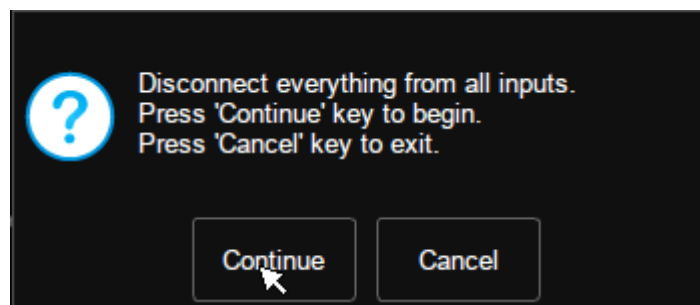 Disconnect everything from all inputs.
Press 'Continue' key to begin.
Press 'Cancel' key to exit.
Continue
Cancel